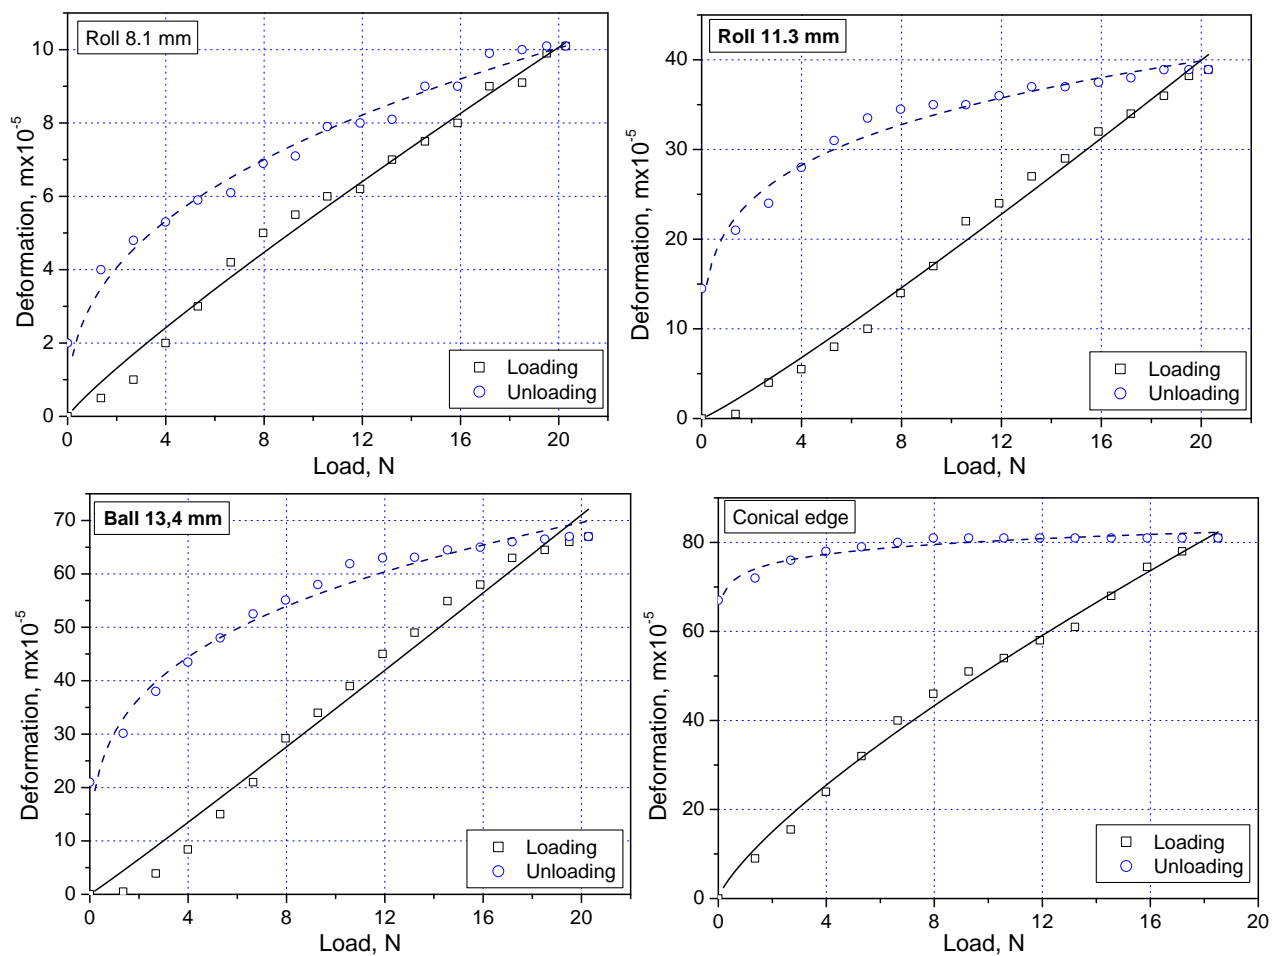 Roll 8.1 mm
Deformation, mx10⁻⁵
10
8
6
4
2
0
0 4 8 12 16 20
Load, N
Loading
Unloading
Roll 11.3 mm
Deformation, mx10⁻⁵
40
30
20
10
0
0 4 8 12 16 20
Load, N
Loading
Unloading
Ball 13,4 mm
Deformation, mx10⁻⁵
70
60
50
40
30
20
10
0
0 4 8 12 16 20
Load, N
Loading
Unloading
Conical edge
Deformation, mx10⁻⁵
80
60
40
20
0
0 4 8 12 16 20
Load, N
Loading
Unloading